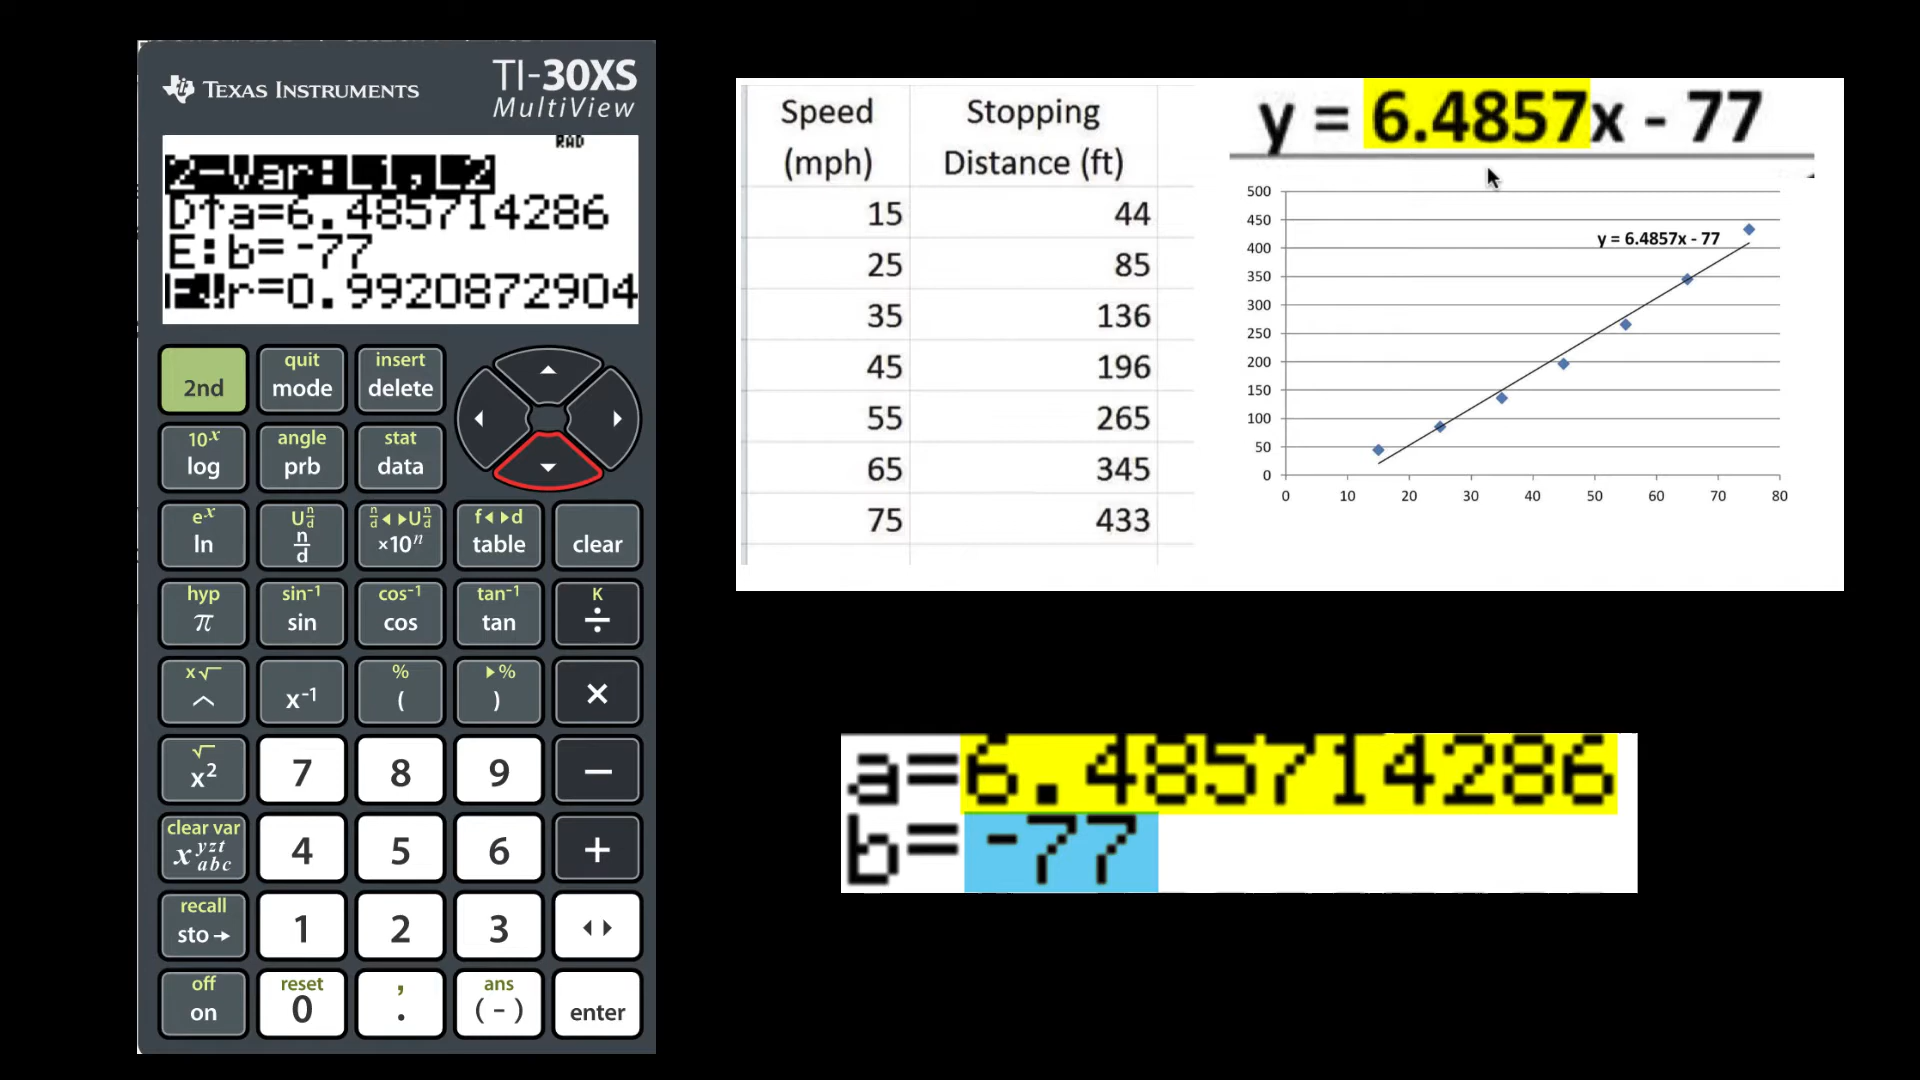 TEXAS INSTRUMENTS
TI-30XS
MultiView
RAD
2-Var:L1,L2
D↑a=6.485714286
E:b=-77
F↓r=0.9920872904
2nd
quit
mode
insert
delete
10ˣ
log
angle
prb
stat
data
eˣ
ln
U n/d
n/d
n/d ◄ ►U n/d
×10ⁿ
f◄ ►d
table
clear
hyp
π
sin⁻¹
sin
cos⁻¹
cos
tan⁻¹
tan
K
÷
x√
^
x⁻¹
%
(
►%
)
×
√
x²
7
8
9
−
clear var
x yzt abc
4
5
6
+
recall
sto→
1
2
3
◄ ►
off
on
reset
0
,
.
ans
(-)
enter
Speed (mph) Stopping Distance (ft)
15 44
25 85
35 136
45 196
55 265
65 345
75 433
y = 6.4857x - 77
500
450
400
350
300
250
200
150
100
50
0
y = 6.4857x - 77
0 10 20 30 40 50 60 70 80
a=6.485714286
b=-77